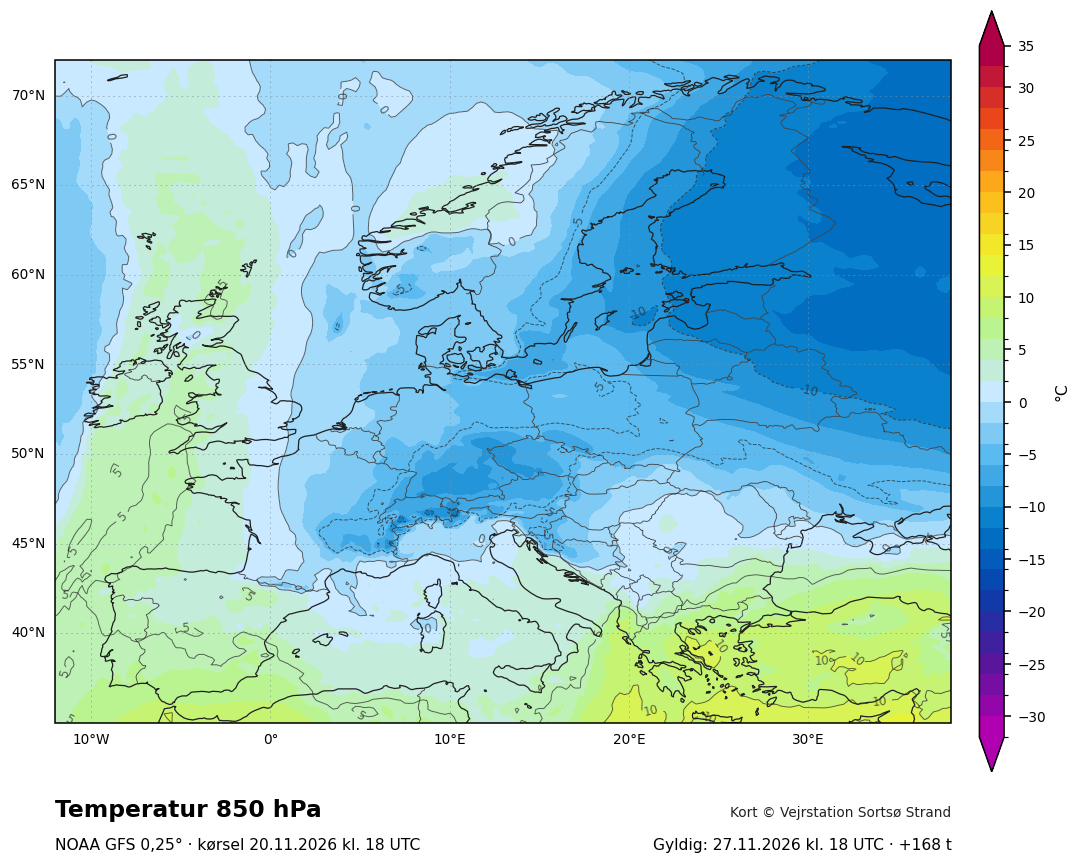 70°N
65°N
60°N
55°N
50°N
45°N
40°N
10°W
0°
10°E
20°E
30°E
35
30
25
20
15
10
5
0
−5
−10
−15
−20
−25
−30
°C
Temperatur 850 hPa
Kort © Vejrstation Sortsø Strand
NOAA GFS 0,25° · kørsel 20.11.2026 kl. 18 UTC
Gyldig: 27.11.2026 kl. 18 UTC · +168 t